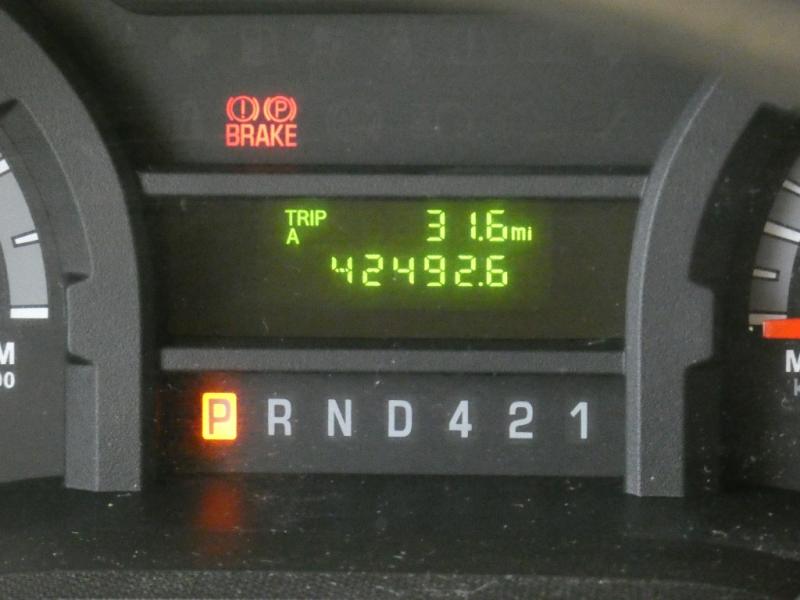 ! P
BRAKE
TRIP 31.6 mi
A
42492.6
P R N D 4 2 1